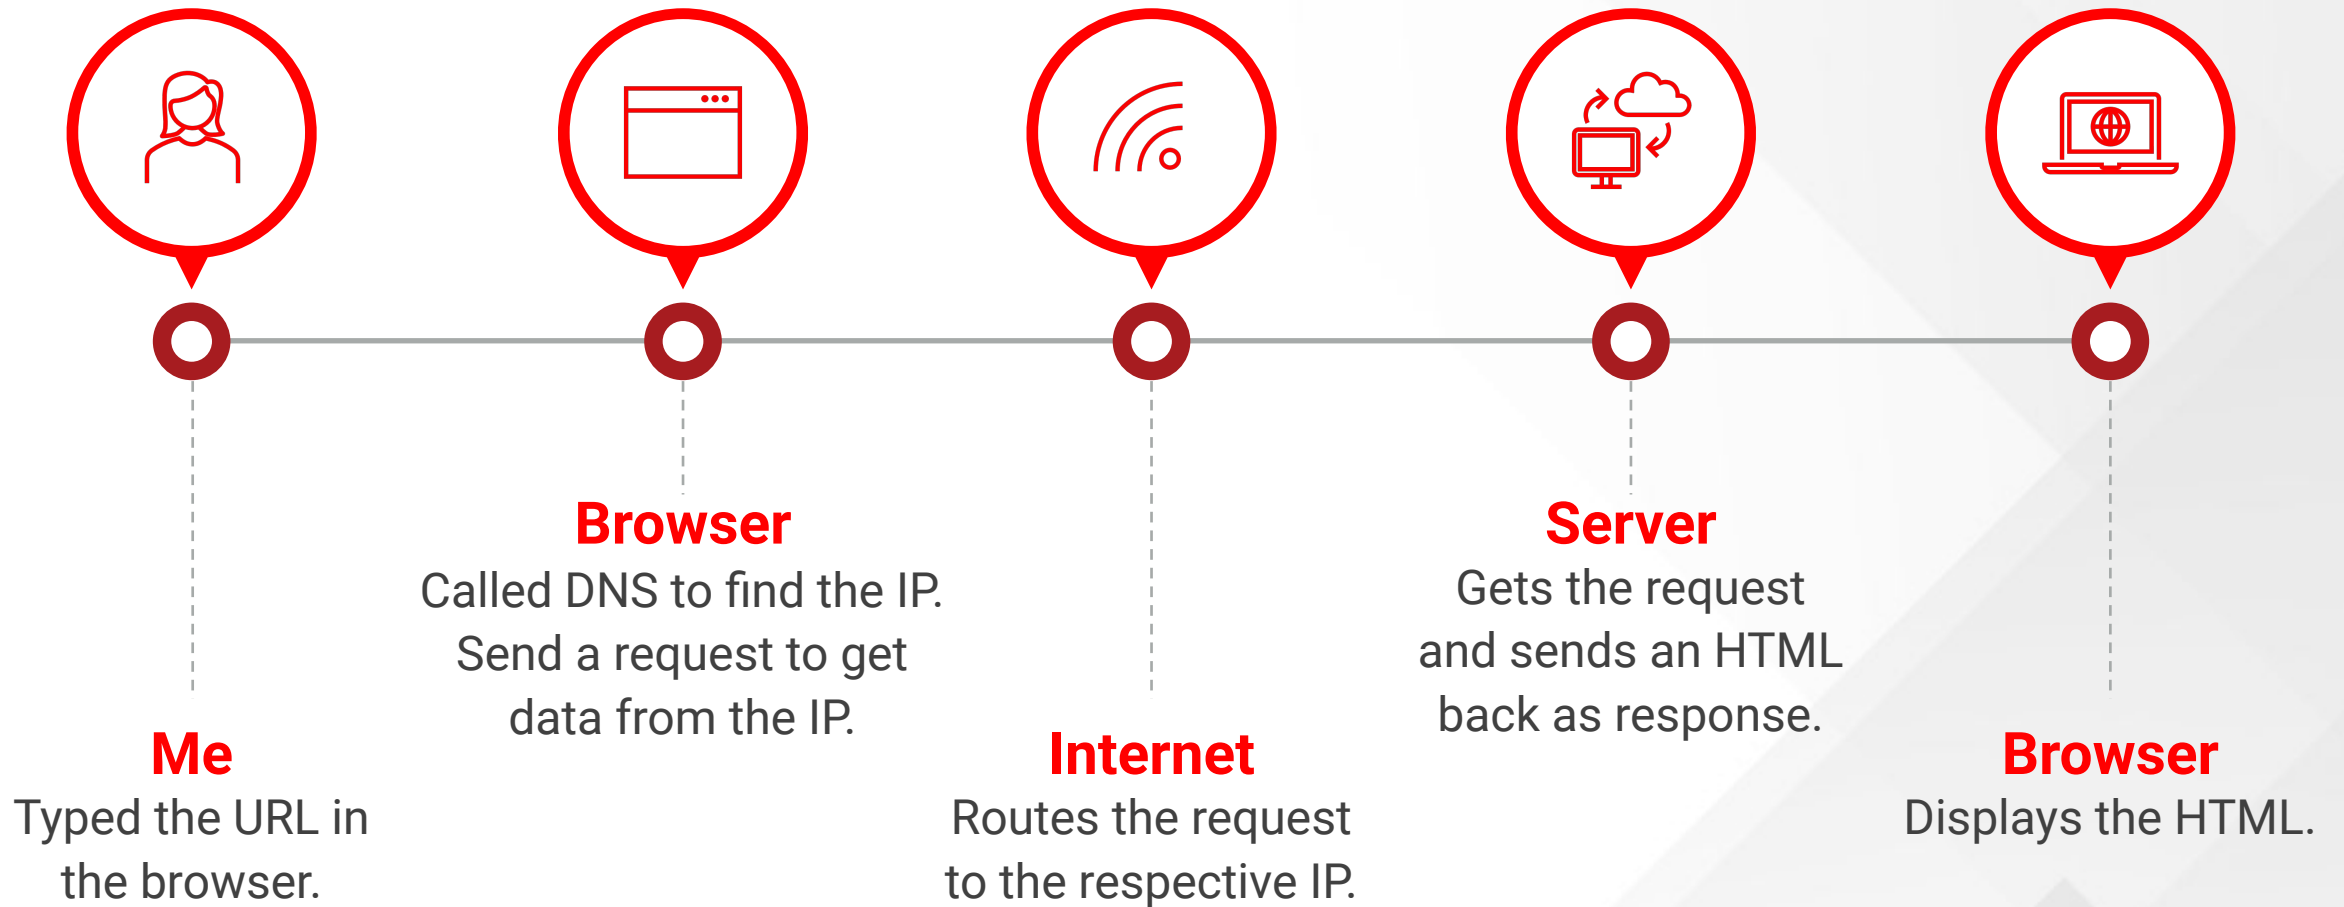 Me
Typed the URL in
the browser.
Browser
Called DNS to find the IP.
Send a request to get
data from the IP.
Internet
Routes the request
to the respective IP.
Server
Gets the request
and sends an HTML
back as response.
Browser
Displays the HTML.